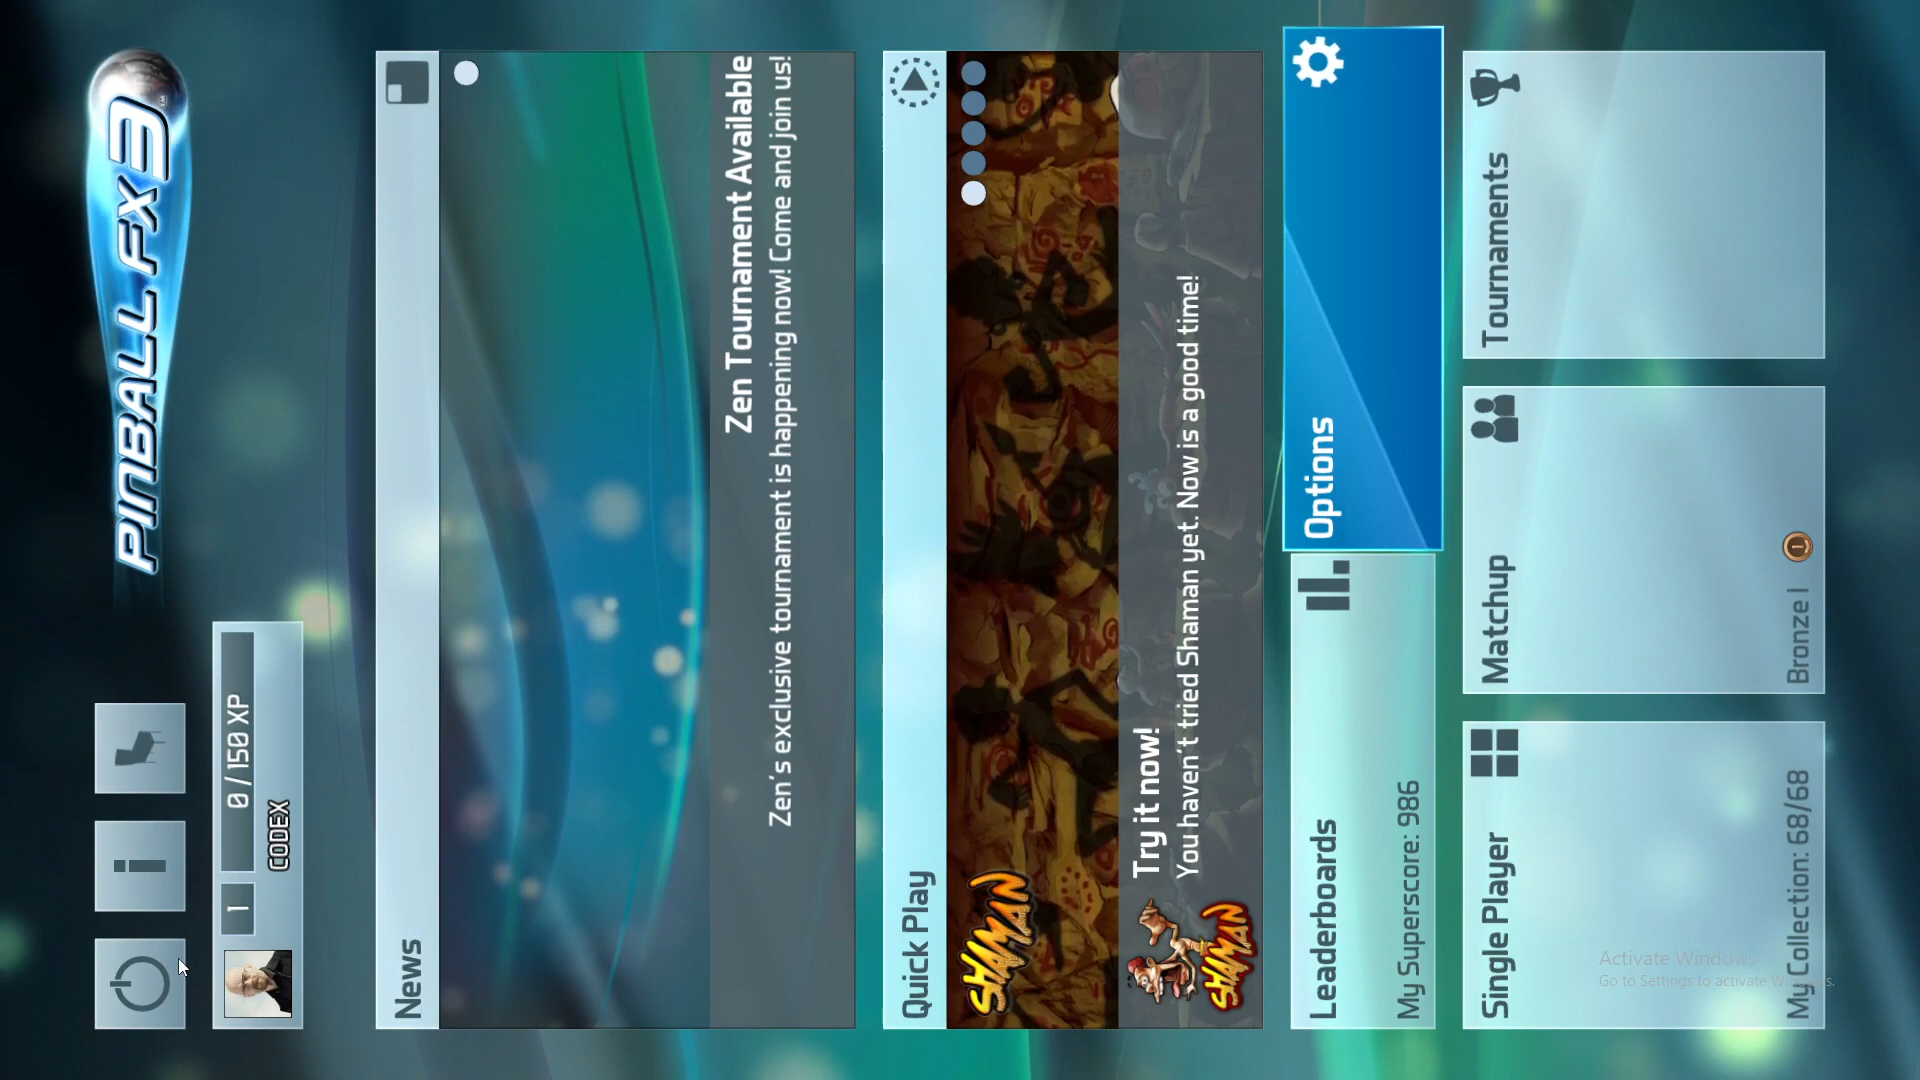 PINBALL FX3™
1
0 / 150 XP
CODEX
News
Zen Tournament Available
Zen's exclusive tournament is happening now! Come and join us!
Quick Play
SHAMAN
SHAMAN
Try it now!
You haven't tried Shaman yet. Now is a good time!
Leaderboards
My Superscore: 986
Options
Single Player
My Collection: 68/68
Matchup
Bronze I
Tournaments
Activate Windows
Go to Settings to activate Windows.